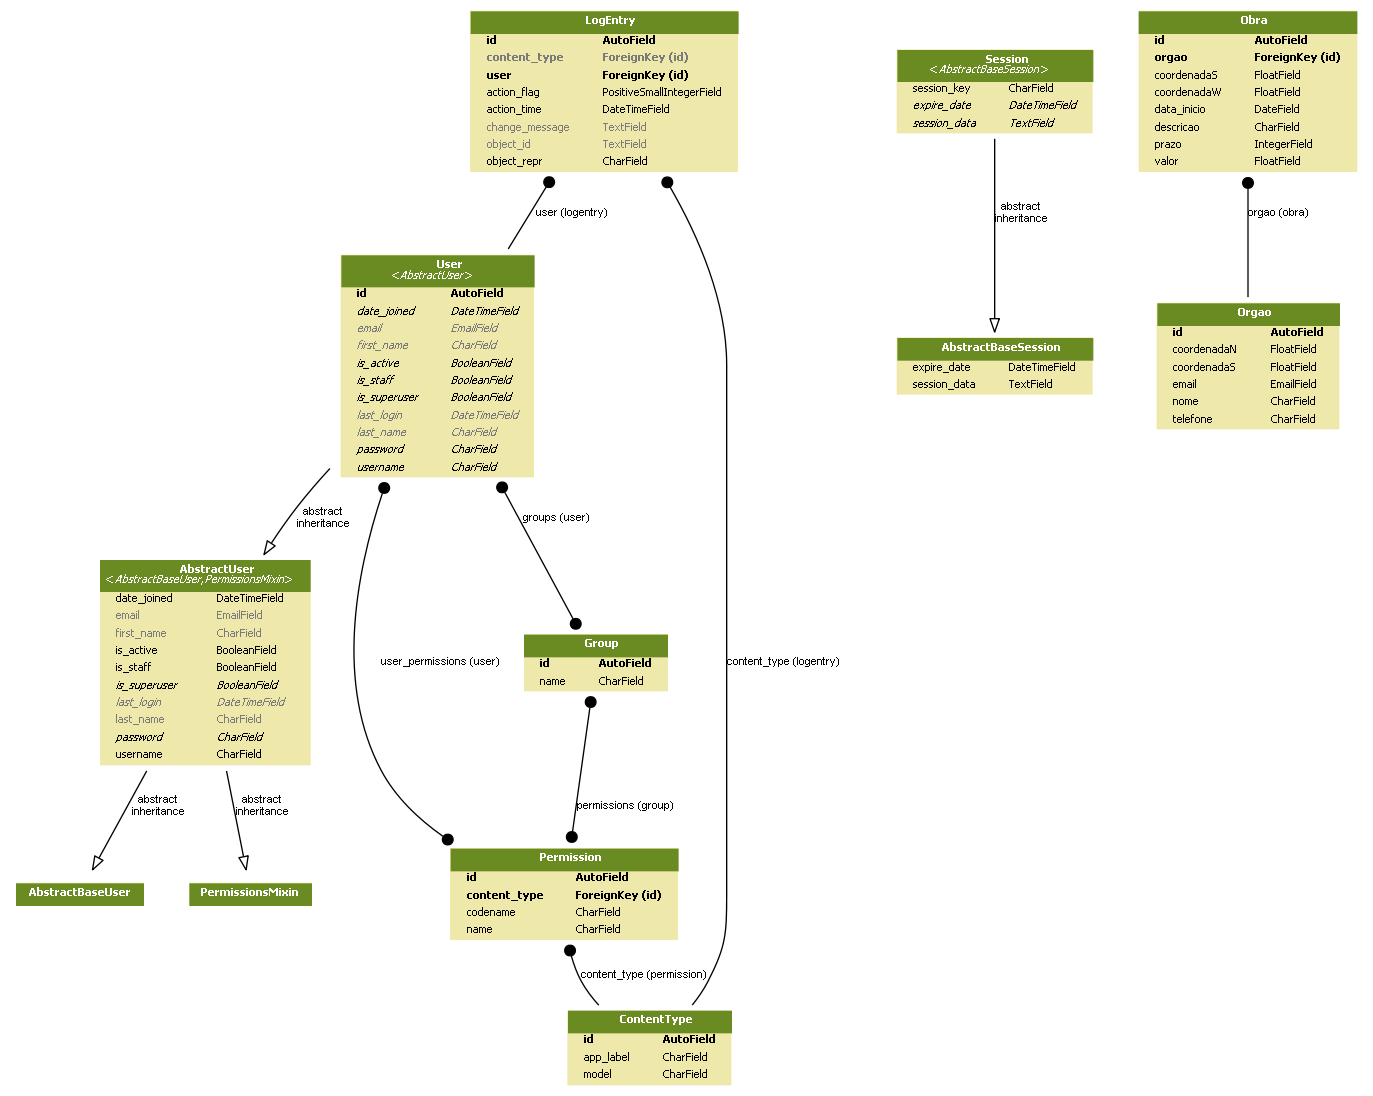 LogEntry
id AutoField
content_type ForeignKey (id)
user ForeignKey (id)
action_flag PositiveSmallIntegerField
action_time DateTimeField
change_message TextField
object_id TextField
object_repr CharField
user (logentry)
User
<AbstractUser>
id AutoField
date_joined DateTimeField
email EmailField
first_name CharField
is_active BooleanField
is_staff BooleanField
is_superuser BooleanField
last_login DateTimeField
last_name CharField
password CharField
username CharField
abstract
inheritance
groups (user)
AbstractUser
<AbstractBaseUser,PermissionsMixin>
date_joined DateTimeField
email EmailField
first_name CharField
is_active BooleanField
is_staff BooleanField
is_superuser BooleanField
last_login DateTimeField
last_name CharField
password CharField
username CharField
user_permissions (user)
Group
id AutoField
name CharField
content_type (logentry)
abstract
inheritance
abstract
inheritance
permissions (group)
AbstractBaseUser
PermissionsMixin
Permission
id AutoField
content_type ForeignKey (id)
codename CharField
name CharField
content_type (permission)
ContentType
id AutoField
app_label CharField
model CharField
Session
<AbstractBaseSession>
session_key CharField
expire_date DateTimeField
session_data TextField
abstract
inheritance
AbstractBaseSession
expire_date DateTimeField
session_data TextField
Obra
id AutoField
orgao ForeignKey (id)
coordenadaS FloatField
coordenadaW FloatField
data_inicio DateField
descricao CharField
prazo IntegerField
valor FloatField
orgao (obra)
Orgao
id AutoField
coordenadaN FloatField
coordenadaS FloatField
email EmailField
nome CharField
telefone CharField